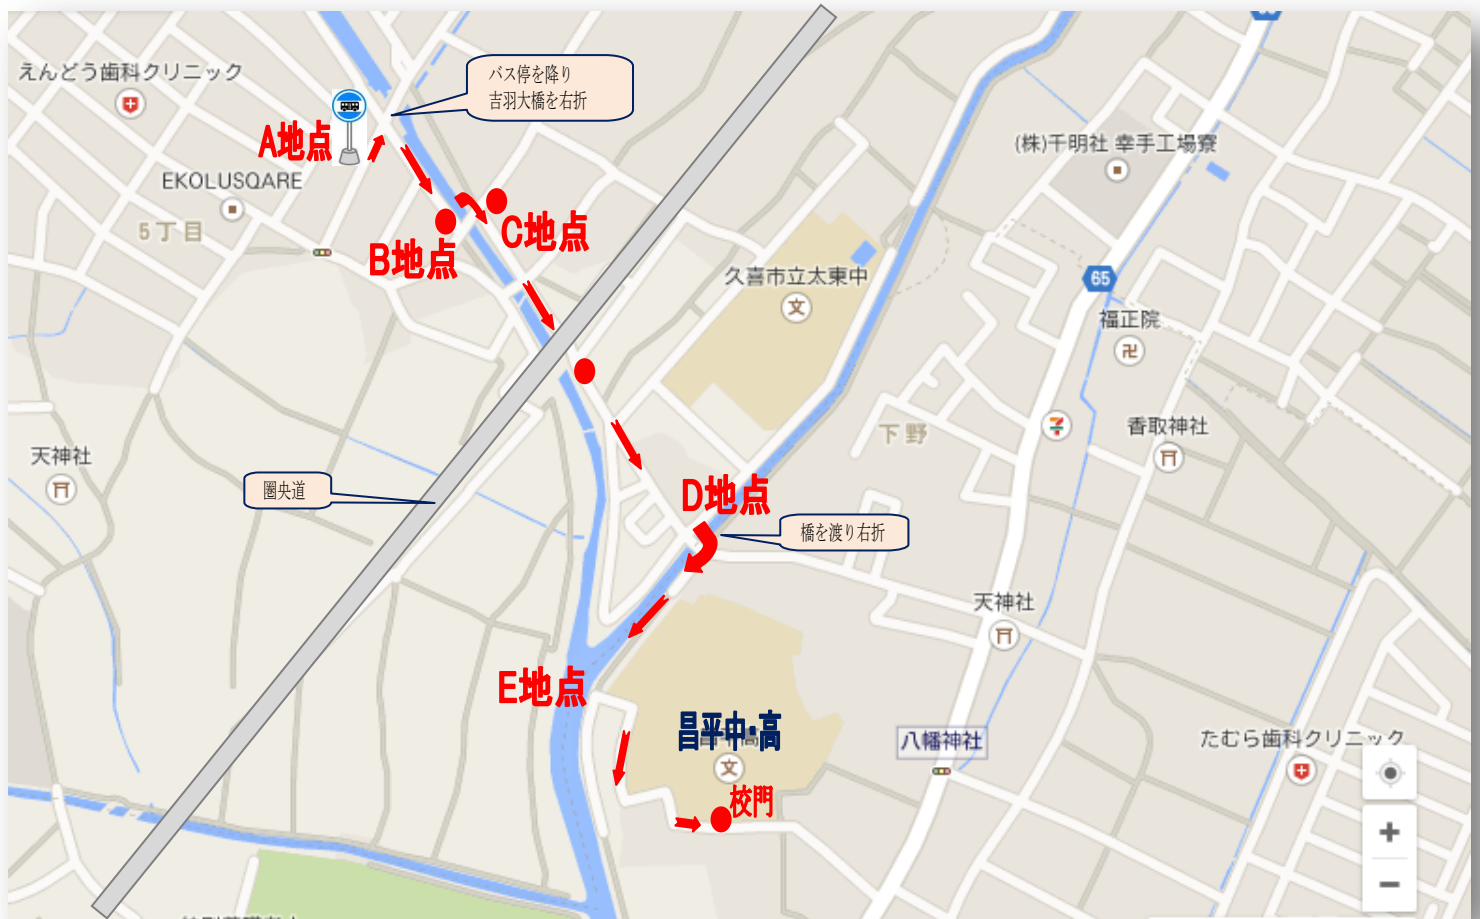 えんどう歯科クリニック
バス停を降り
吉羽大橋を右折
A地点
(株)千明社 幸手工場寮
EKOLUSQARE
5丁目
C地点
B地点
久喜市立太東中
文
65
福正院
卍
7
下野
香取神社
天神社
圏央道
D地点
橋を渡り右折
天神社
E地点
昌平中・高
八幡神社
たむら歯科クリニック
文
校門